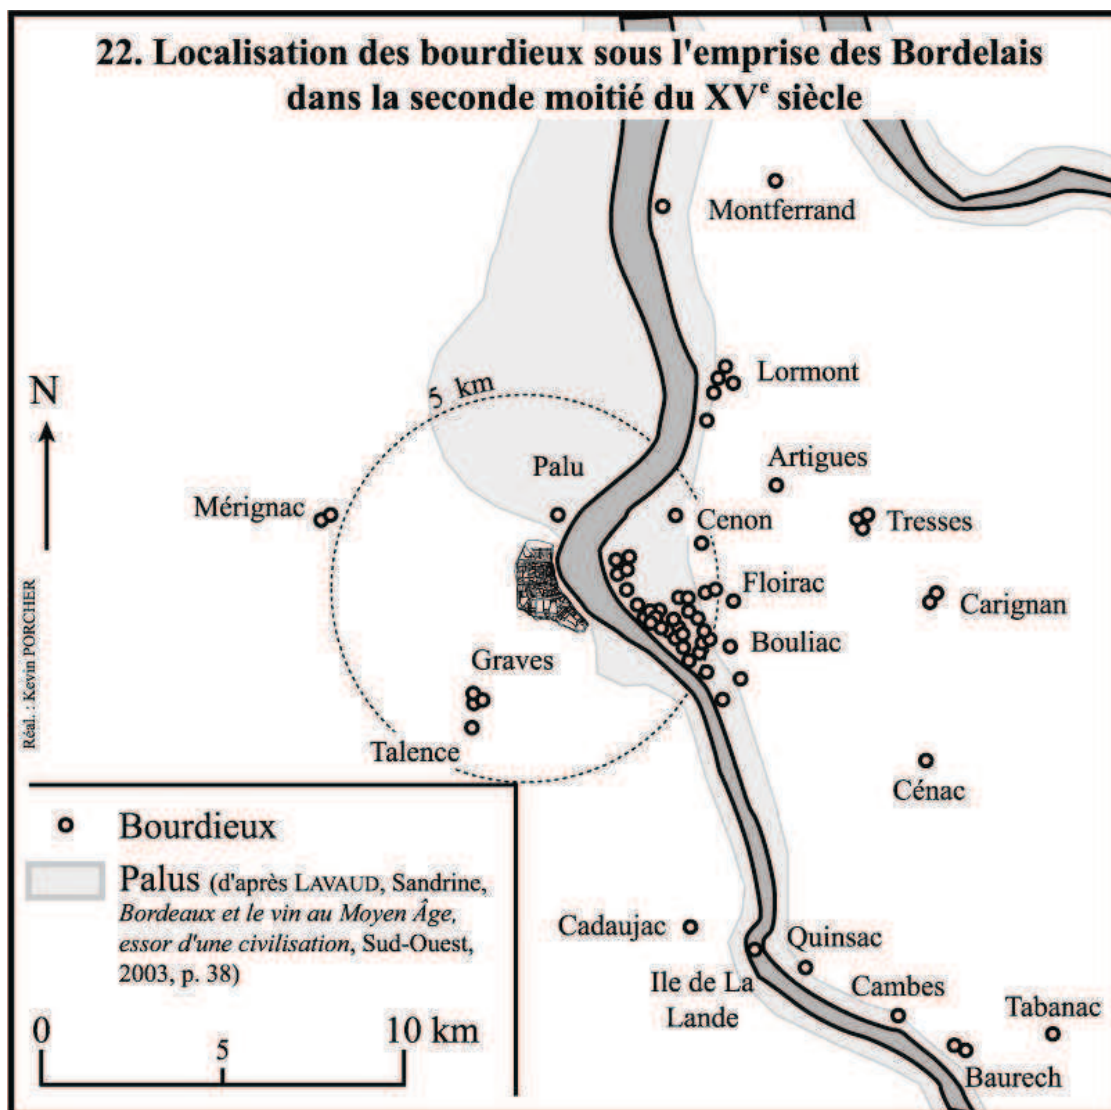 22. Localisation des bourdieux sous l'emprise des Bordelais
dans la seconde moitié du XVe siècle
Montferrand
Lormont
N
5 km
Palu
Artigues
Mérignac
Cenon
Tresses
Floirac
Carignan
Bouliac
Graves
Talence
Cénac
Réal. : Kevin PORCHER
Bourdieux
Palus (d'après LAVAUD, Sandrine,
Bordeaux et le vin au Moyen Âge,
essor d'une civilisation, Sud-Ouest,
2003, p. 38)
0 5 10 km
Cadaujac
Quinsac
Ile de La
Lande
Cambes
Tabanac
Baurech